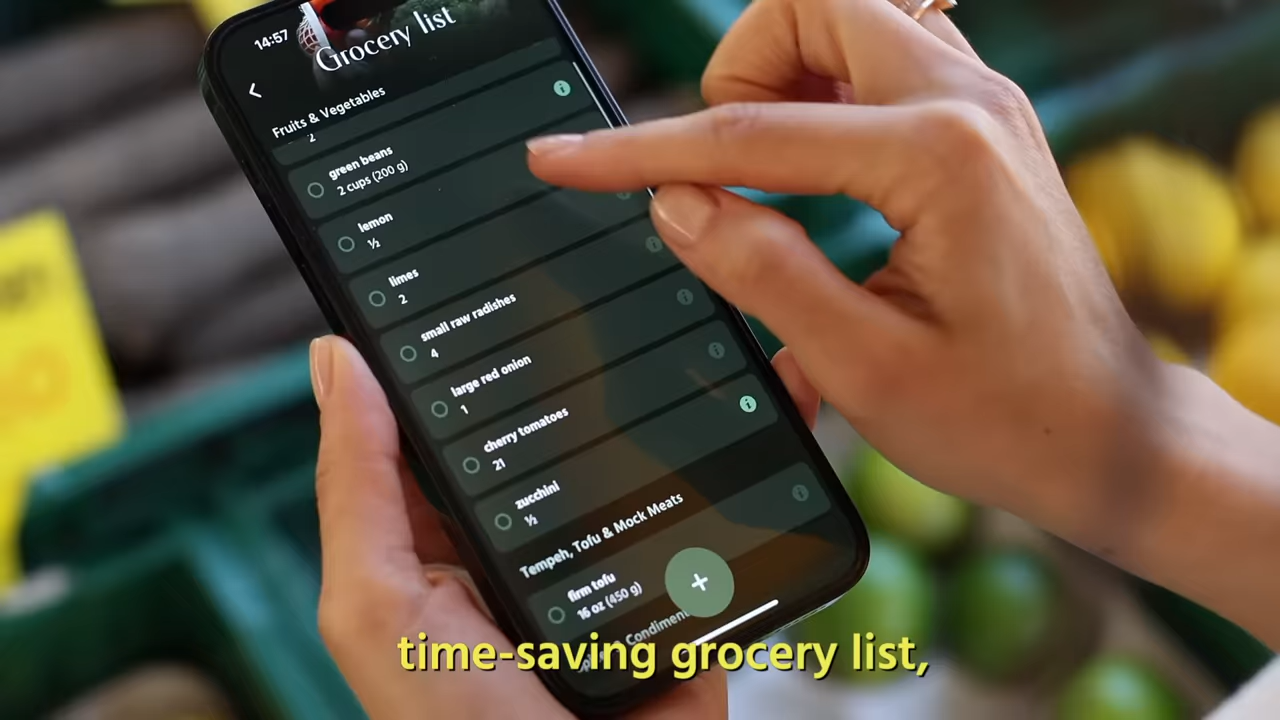 14:57
Grocery list
Fruits & Vegetables
2
green beans
2 cups (200 g)
lemon
½
limes
2
small raw radishes
4
large red onion
1
cherry tomatoes
21
zucchini
½
Tempeh, Tofu & Mock Meats
firm tofu
16 oz (450 g)
+
time-saving grocery list,